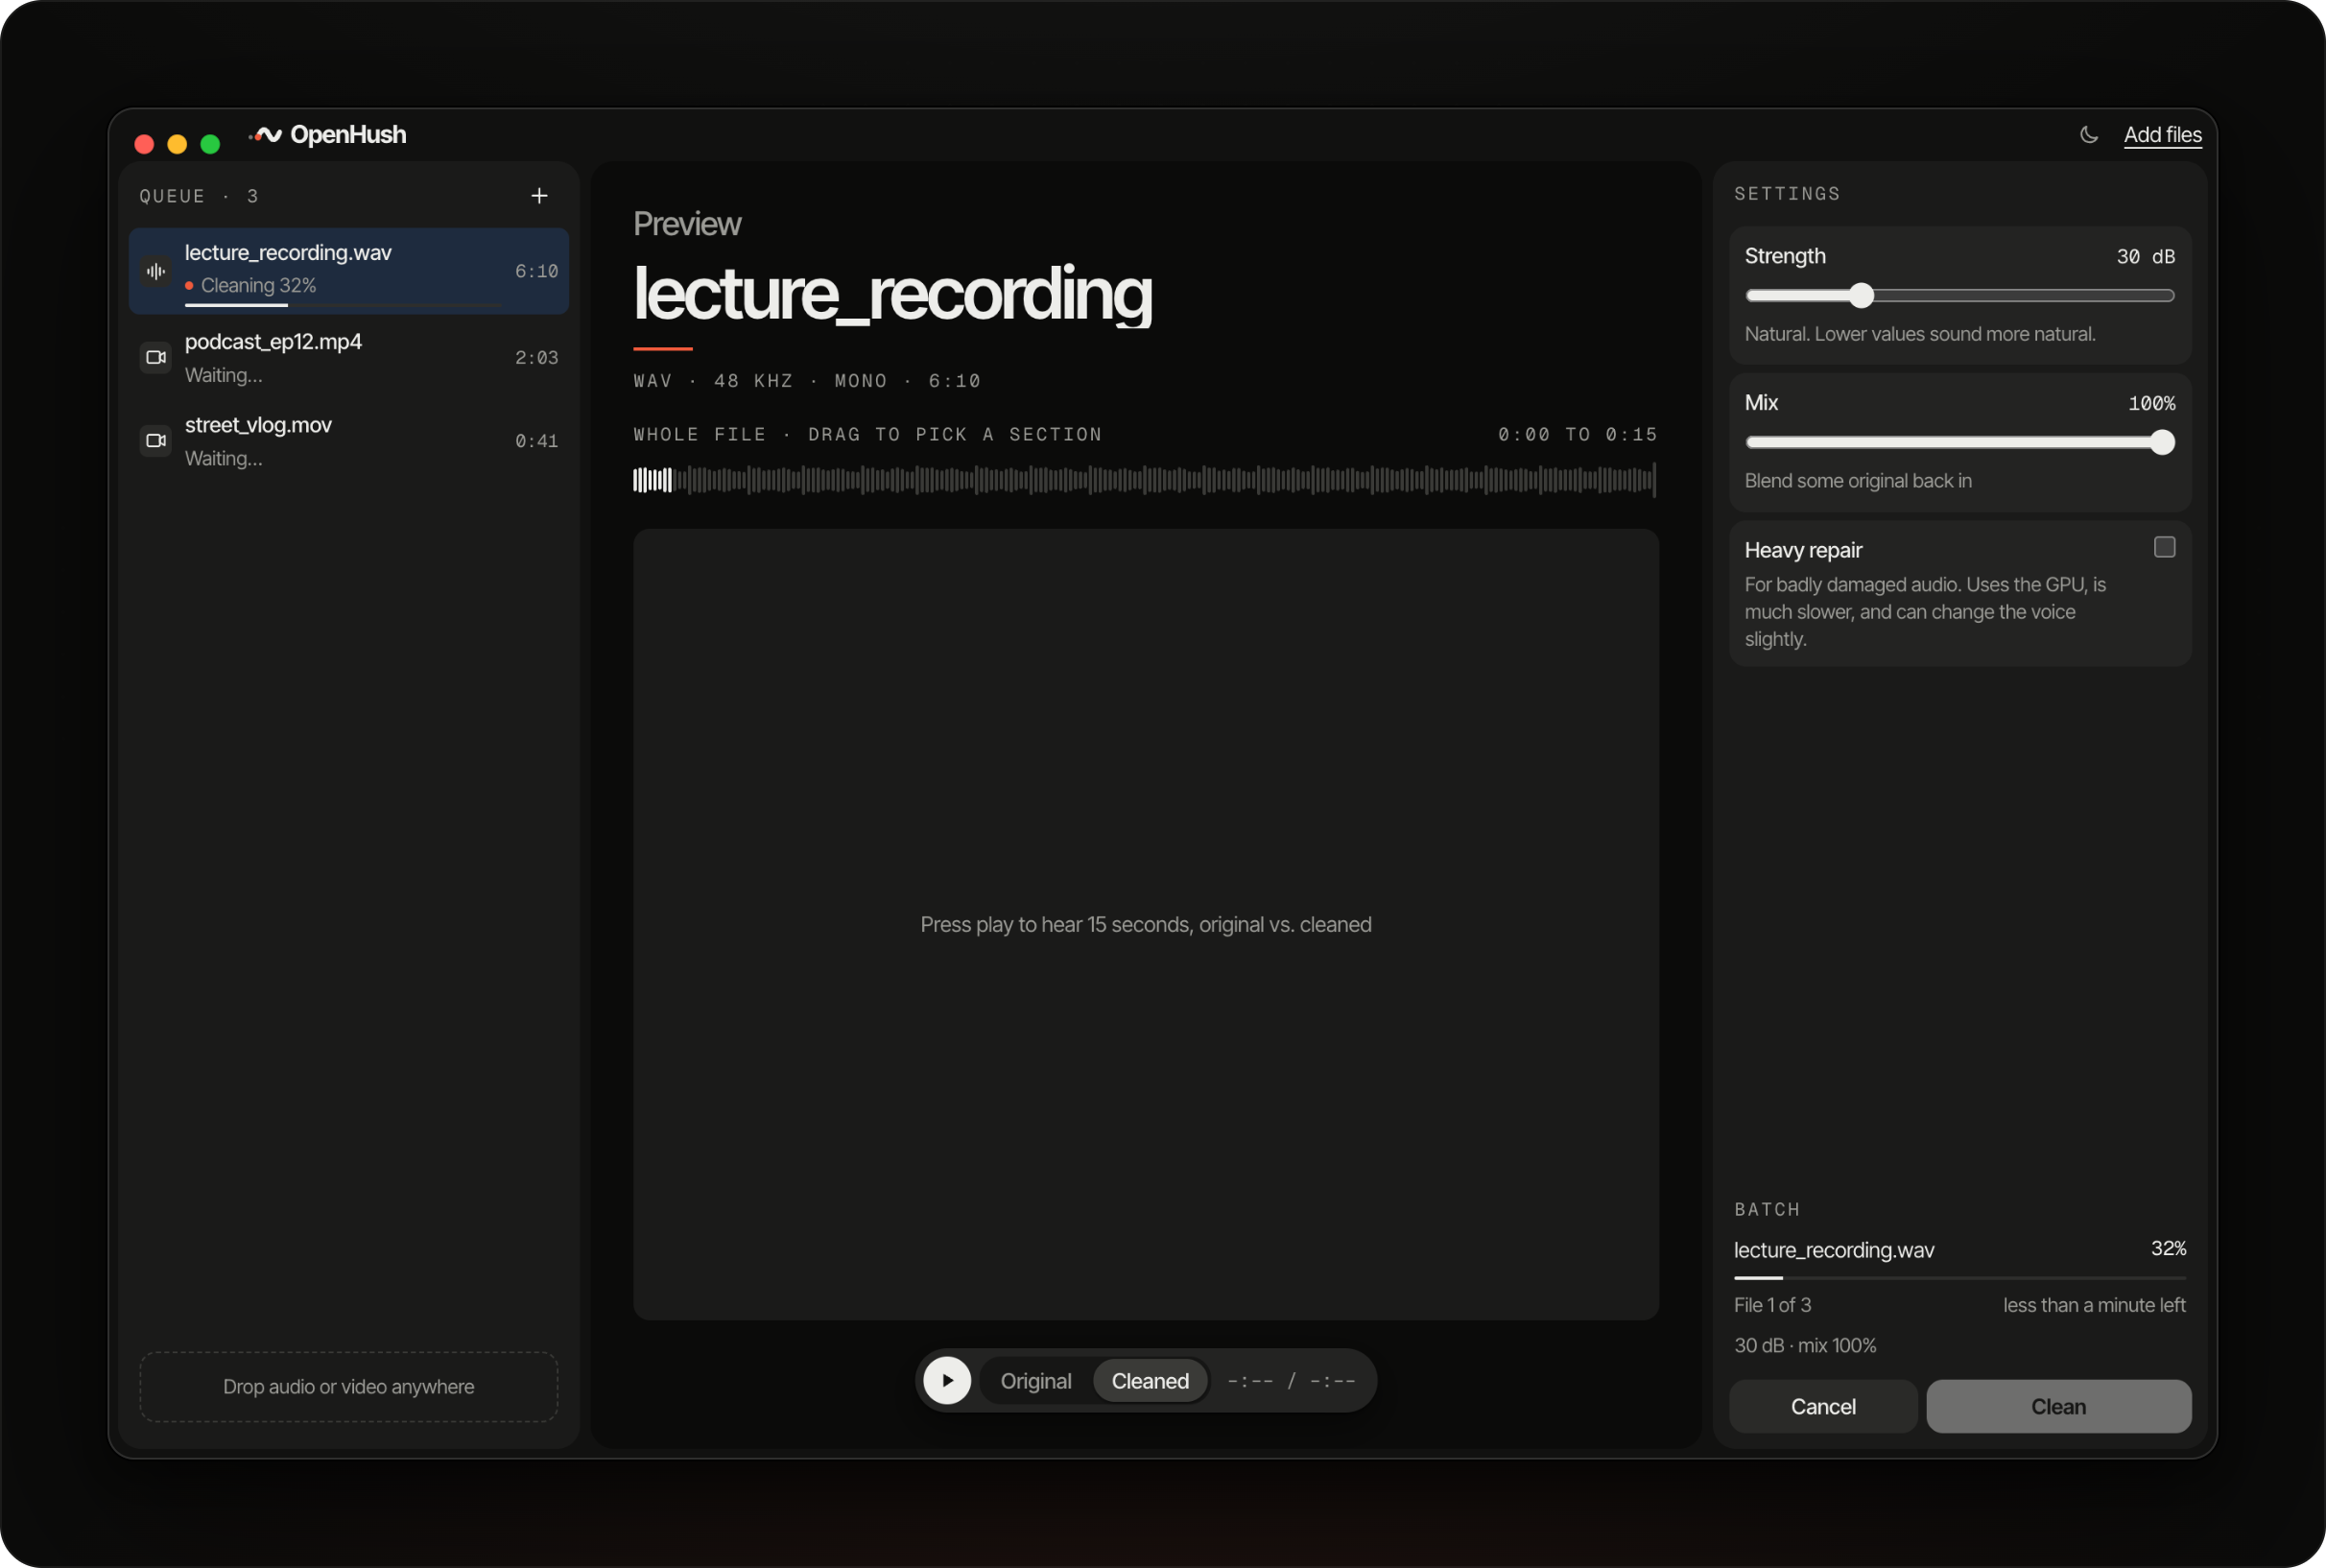 OpenHush
Add files
QUEUE · 3
+
lecture_recording.wav
Cleaning 32%
6:10
podcast_ep12.mp4
Waiting...
2:03
street_vlog.mov
Waiting...
0:41
Drop audio or video anywhere
Preview
lecture_recording
WAV · 48 KHZ · MONO · 6:10
WHOLE FILE · DRAG TO PICK A SECTION
0:00 TO 0:15
Press play to hear 15 seconds, original vs. cleaned
Original
Cleaned
-:-- / -:--
SETTINGS
Strength
30 dB
Natural. Lower values sound more natural.
Mix
100%
Blend some original back in
Heavy repair
For badly damaged audio. Uses the GPU, is
much slower, and can change the voice
slightly.
BATCH
lecture_recording.wav
32%
File 1 of 3
less than a minute left
30 dB · mix 100%
Cancel
Clean